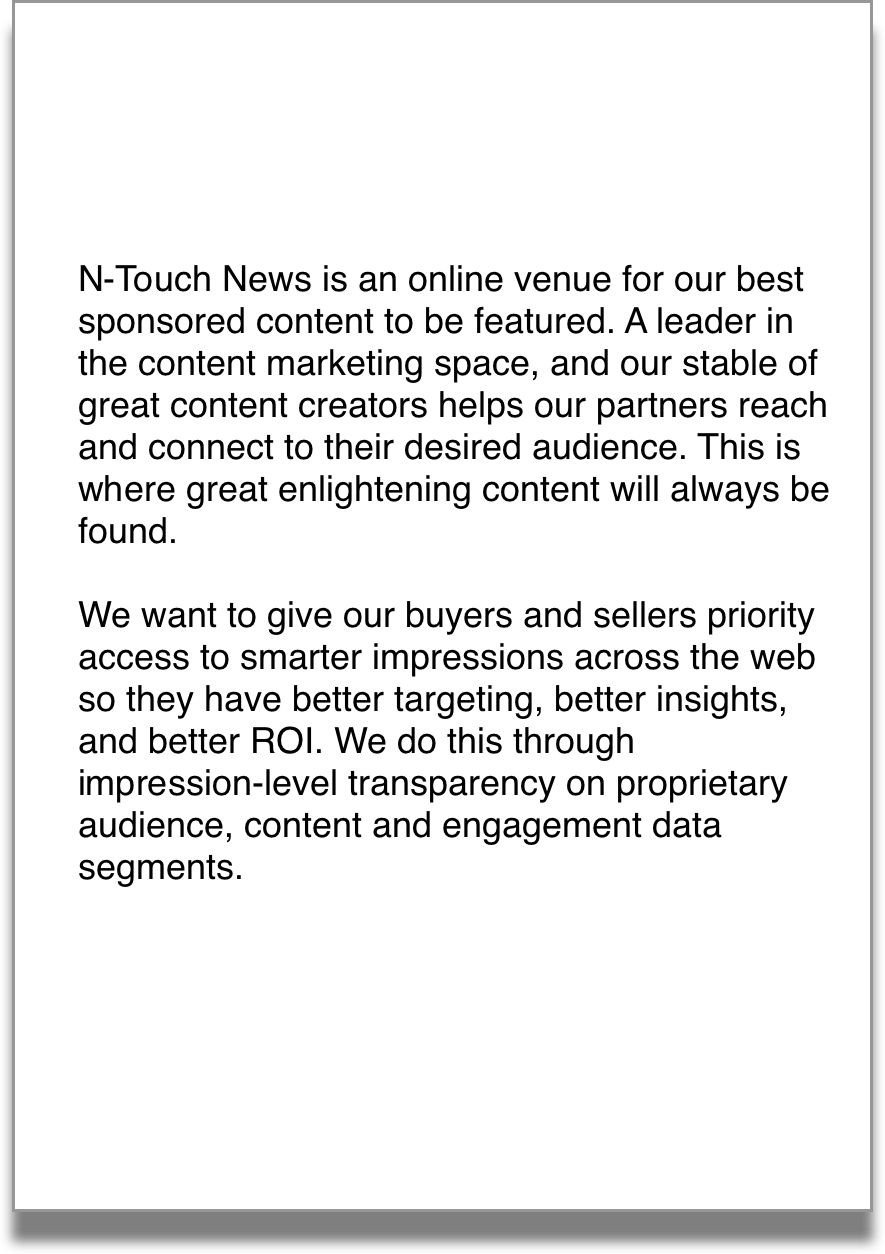 N-Touch News is an online venue for our best
sponsored content to be featured. A leader in
the content marketing space, and our stable of
great content creators helps our partners reach
and connect to their desired audience. This is
where great enlightening content will always be
found.
We want to give our buyers and sellers priority
access to smarter impressions across the web
so they have better targeting, better insights,
and better ROI. We do this through
impression-level transparency on proprietary
audience, content and engagement data
segments.